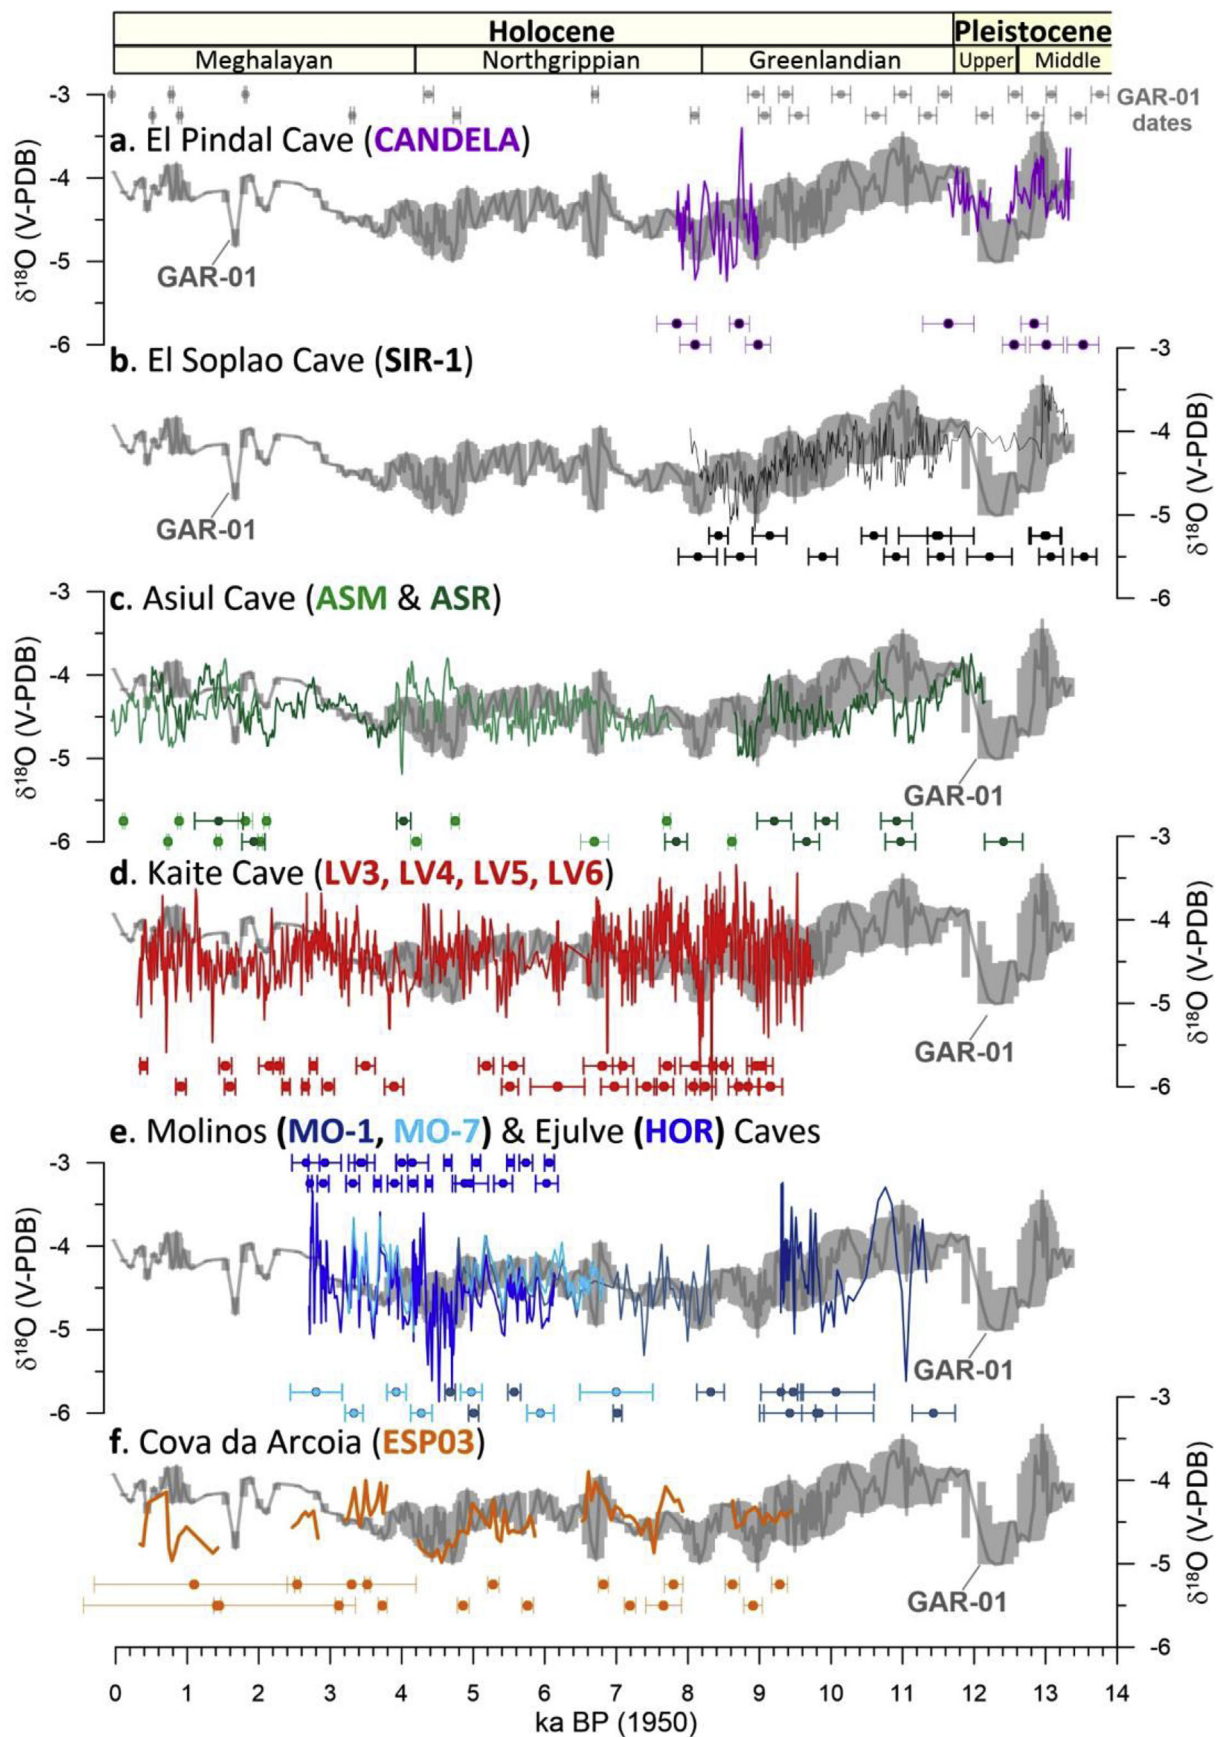 Holocene Pleistocene
Meghalayan Northgrippian Greenlandian Upper Middle
-3 GAR-01
dates
a. El Pindal Cave (CANDELA)
-4
-5
GAR-01
-6
δ18O (V-PDB)
b. El Soplao Cave (SIR-1)
-3
-4
-5
GAR-01
-6
δ18O (V-PDB)
-3
c. Asiul Cave (ASM & ASR)
-4
-5
GAR-01
-6
δ18O (V-PDB)
-3
d. Kaite Cave (LV3, LV4, LV5, LV6)
-4
-5
GAR-01
-6
δ18O (V-PDB)
e. Molinos (MO-1, MO-7) & Ejulve (HOR) Caves
-3
-4
-5
GAR-01
-6
δ18O (V-PDB)
-3
f. Cova da Arcoia (ESP03)
-4
-5
GAR-01
-6
δ18O (V-PDB)
0 1 2 3 4 5 6 7 8 9 10 11 12 13 14
ka BP (1950)